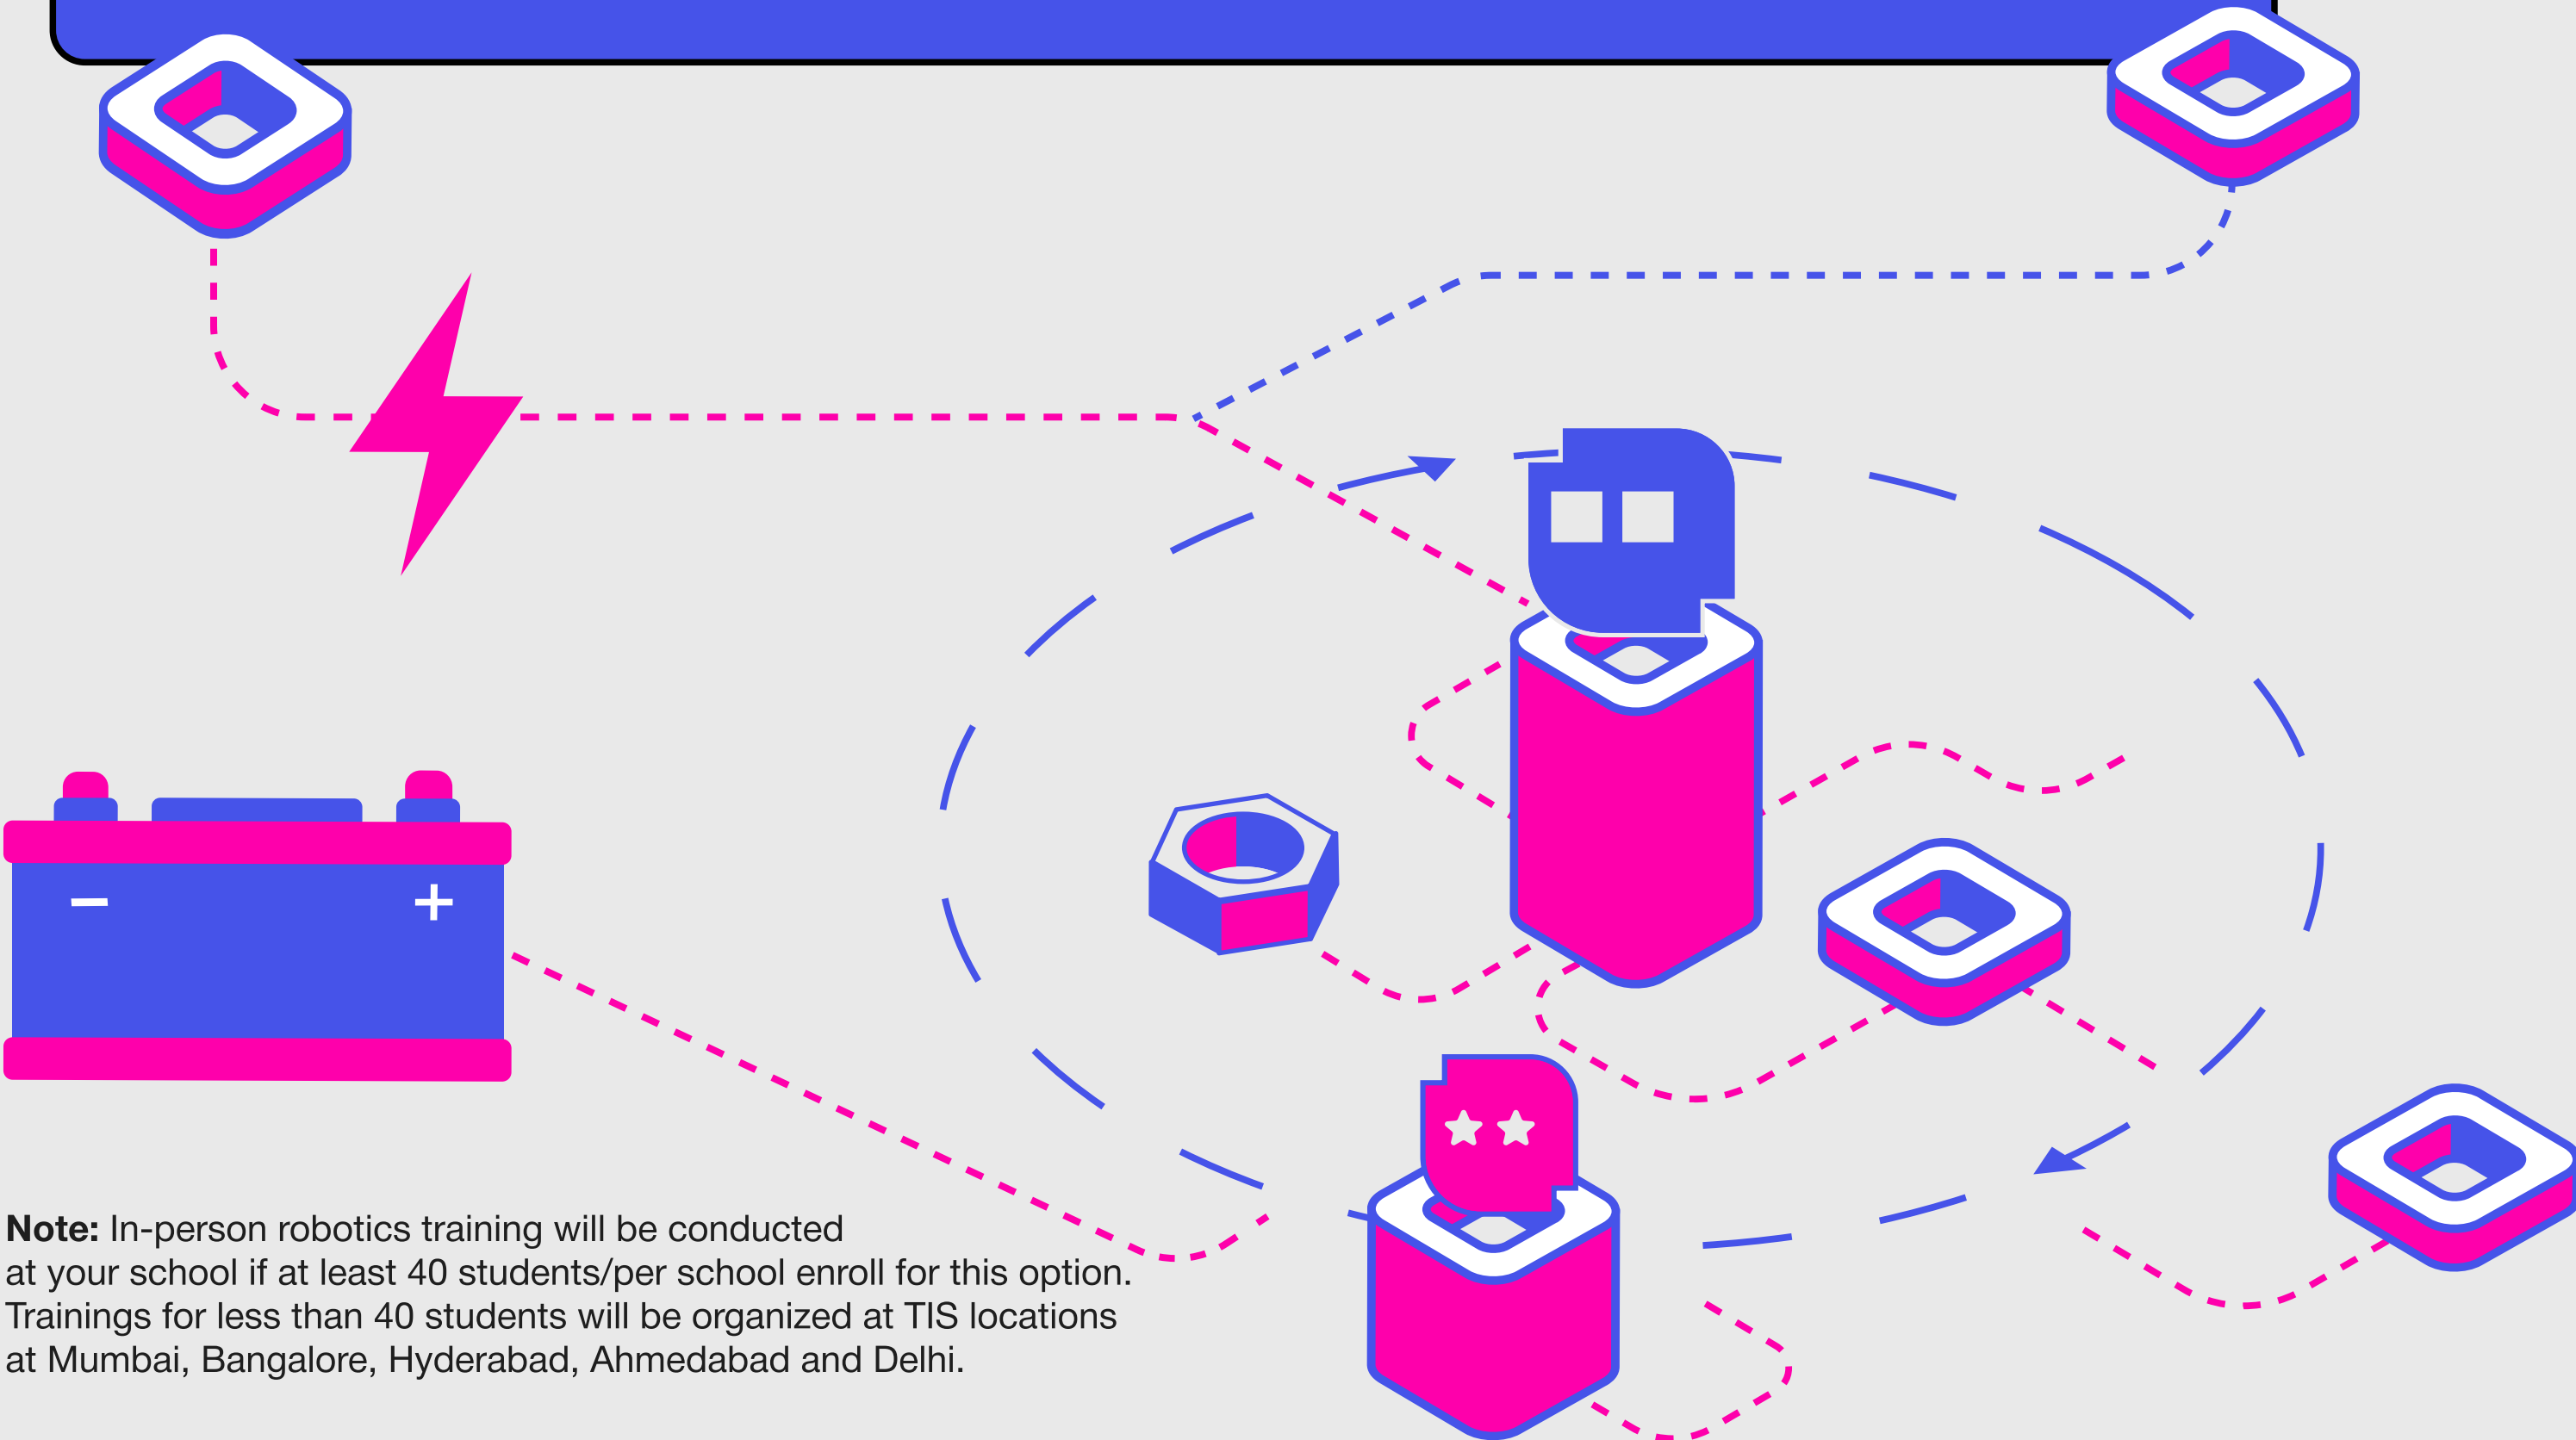 − +
Note: In-person robotics training will be conducted
at your school if at least 40 students/per school enroll for this option.
Trainings for less than 40 students will be organized at TIS locations
at Mumbai, Bangalore, Hyderabad, Ahmedabad and Delhi.